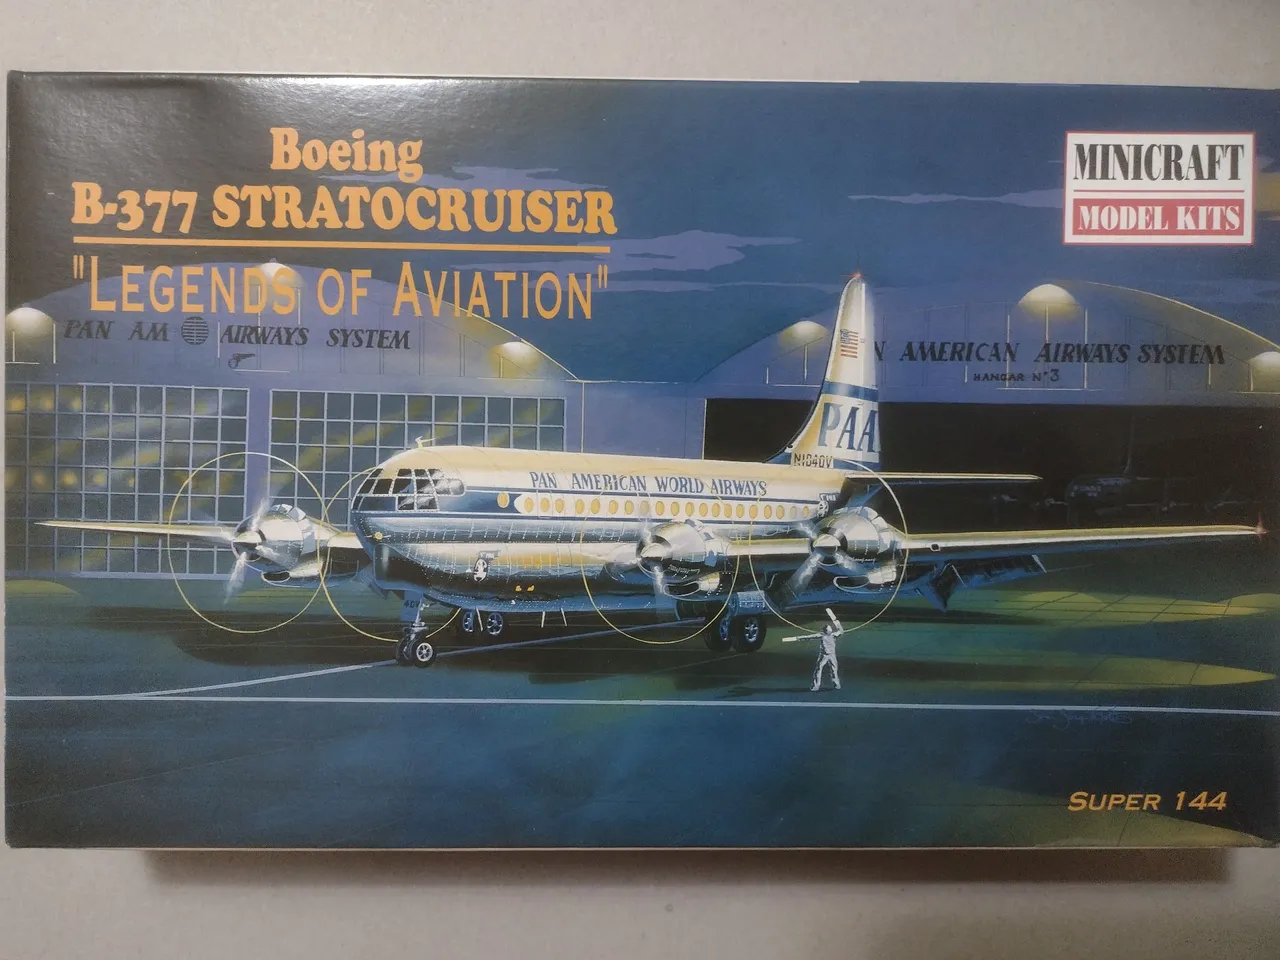 Boeing
B-377 STRATOCRUISER
"LEGENDS OF AVIATION"
MINICRAFT
MODEL KITS
PAN AM AIRWAYS SYSTEM
N AMERICAN AIRWAYS SYSTEM
HANGAR Nº3
PAA
N1040V
PAN AMERICAN WORLD AIRWAYS
SUPER 144